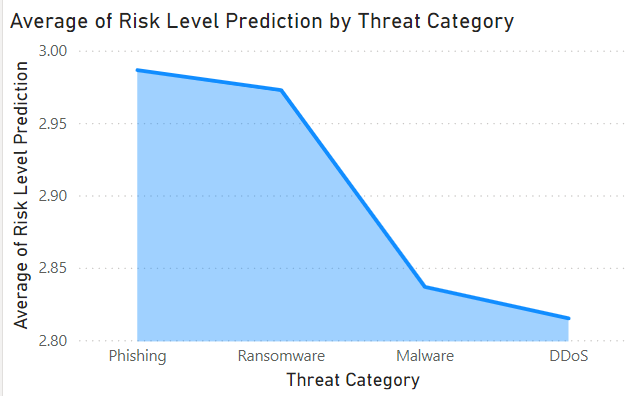 Average of Risk Level Prediction by Threat Category
Average of Risk Level Prediction
3.00
2.95
2.90
2.85
2.80
Phishing Ransomware Malware DDoS
Threat Category